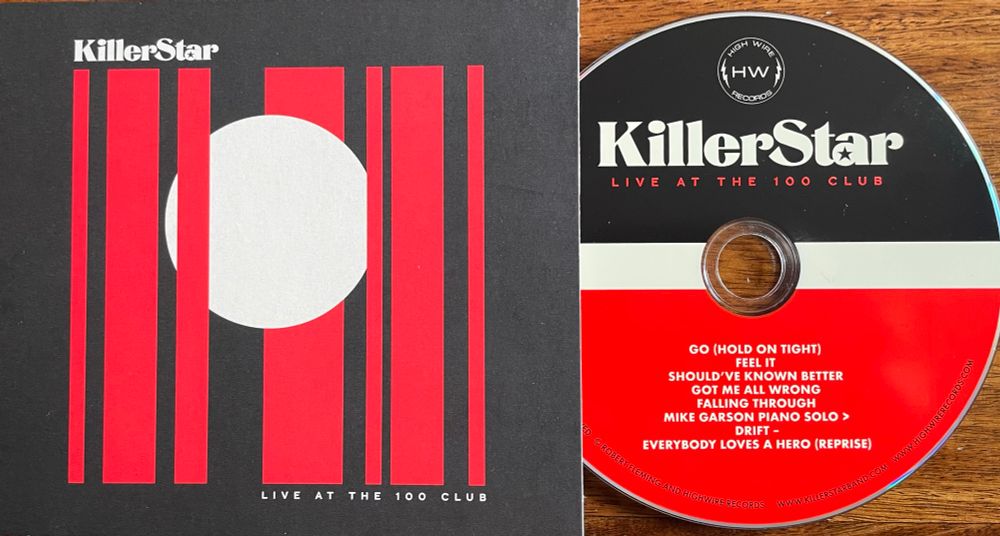 KillerStar
LIVE AT THE 100 CLUB
HIGH WIRE
HW
RECORDS
KillerStar
LIVE AT THE 100 CLUB
GO (HOLD ON TIGHT)
FEEL IT
SHOULD'VE KNOWN BETTER
GOT ME ALL WRONG
FALLING THROUGH
MIKE GARSON PIANO SOLO >
DRIFT –
EVERYBODY LOVES A HERO (REPRISE)
© ROBERT FLEMING AND HIGHWIRE RECORDS WWW.KILLERSTARBAND.COM WWW.HIGHWIRERECORDS.COM